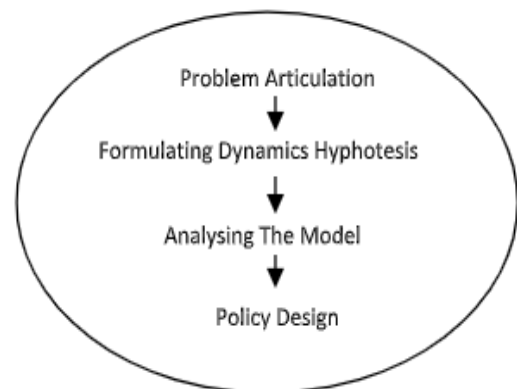 Problem Articulation
Formulating Dynamics Hyphotesis
Analysing The Model
Policy Design